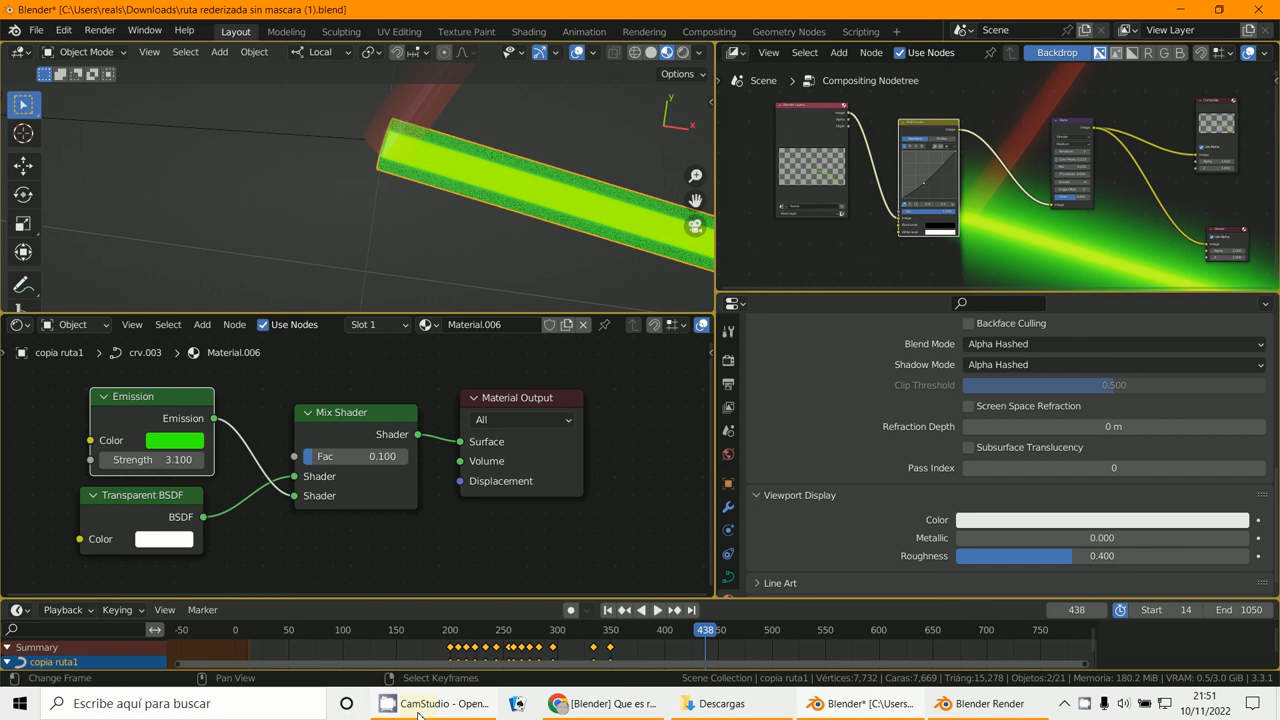 Blender* [C:\Users\reals\Downloads\ruta rederizada sin mascara (1).blend]
File Edit Render Window Help Layout Modeling Sculpting UV Editing Texture Paint Shading Animation Rendering Compositing Geometry Nodes Scripting + Scene View Layer
Object Mode View Select Add Object Local
View Select Add Node Use Nodes Backdrop R G B
Options
Scene > Compositing Nodetree
y
x
Object View Select Add Node Use Nodes Slot 1 Material.006
copia ruta1 > crv.003 > Material.006
Emission
Emission
Color
Strength 3.100
Transparent BSDF
BSDF
Color
Mix Shader
Shader
Fac 0.100
Shader
Shader
Material Output
All
Surface
Volume
Displacement
Backface Culling
Blend Mode Alpha Hashed
Shadow Mode Alpha Hashed
Clip Threshold 0.500
Screen Space Refraction
Refraction Depth 0 m
Subsurface Translucency
Pass Index 0
Viewport Display
Color
Metallic 0.000
Roughness 0.400
Line Art
Playback Keying View Marker 438 Start 14 End 1050
-50 0 50 100 150 200 250 300 350 400 438 450 500 550 600 650 700 750
Summary
copia ruta1
Change Frame Pan View Select Keyframes Scene Collection | copia ruta1 | Vértices:7,732 | Caras:7,669 | Triáng:15,278 | Objetos:2/21 | Memoria: 180.2 MiB | VRAM: 0.5/3.0 GiB | 3.3.1
Escribe aquí para buscar CamStudio - Open... [Blender] Que es r... Descargas Blender* [C:\Users... Blender Render 21:51
10/11/2022